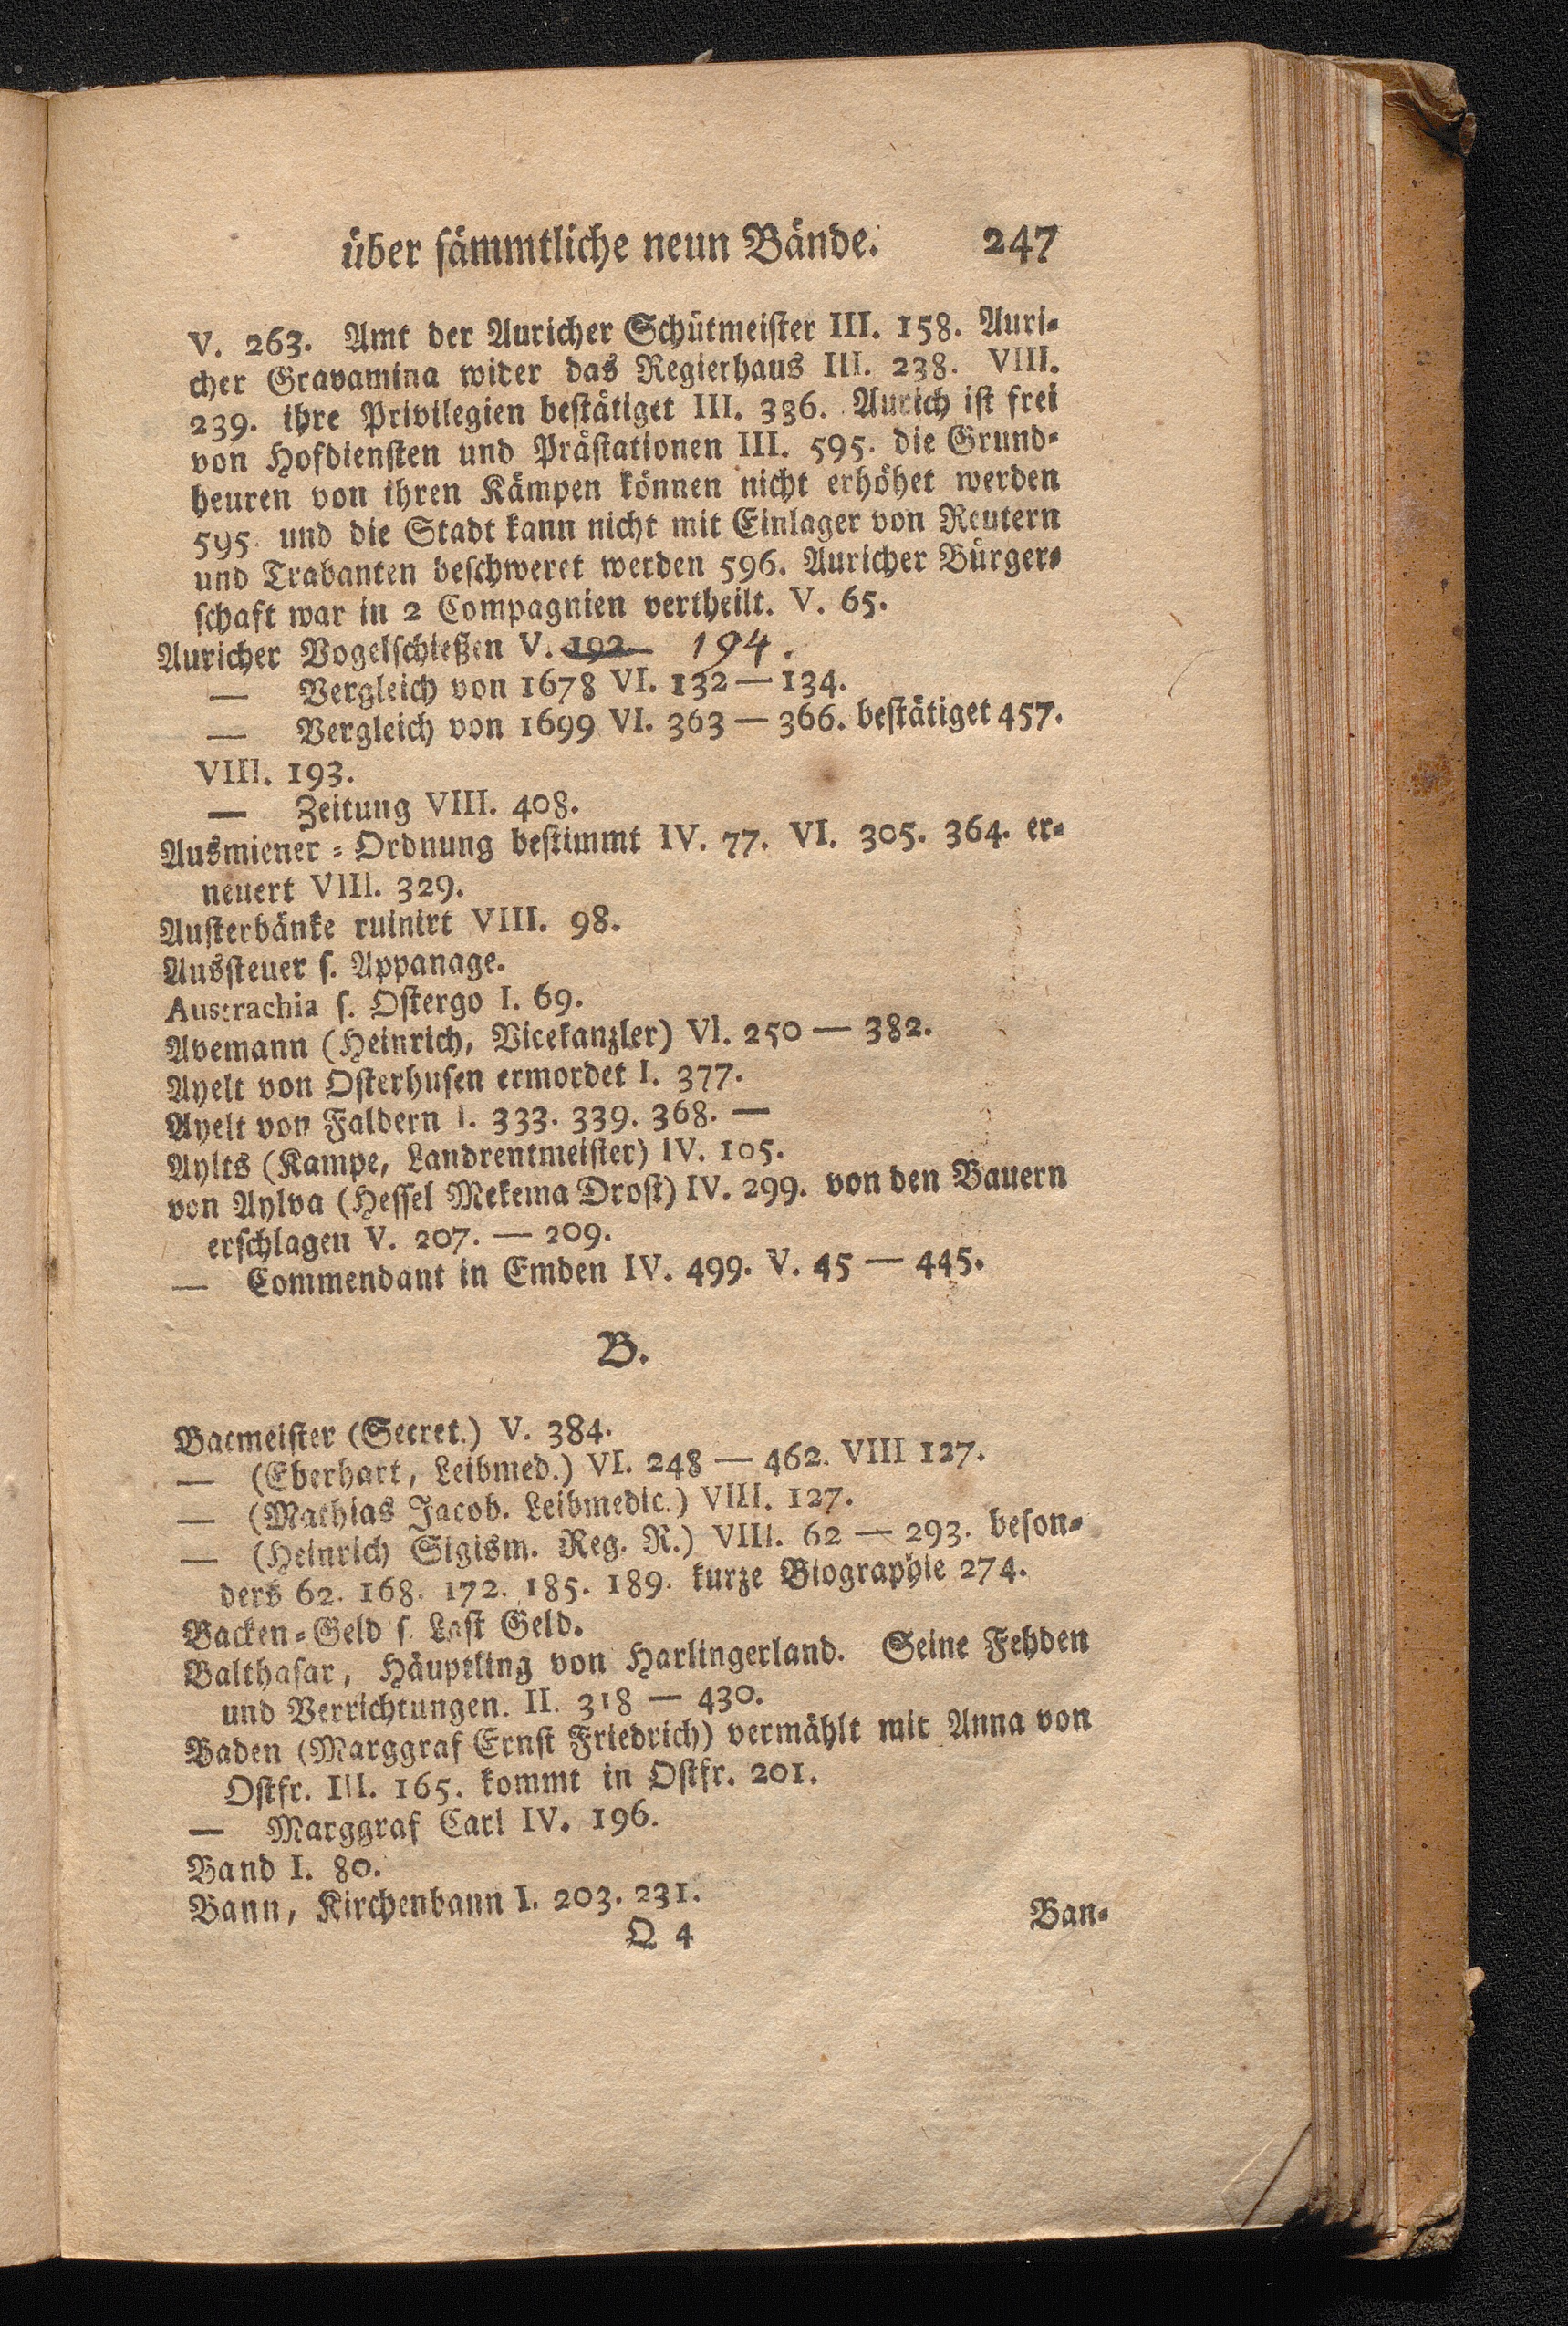 über sämmtliche neun Bände. 247
V. 263. Amt der Auricher Schütmeister III. 158. Auri-
cher Gravamina wider das Regierhaus III. 238. VIII.
239. ihre Privilegien bestätiget III. 336. Aurich ist frei
von Hofdiensten und Prästationen III. 595. die Grund-
heuren von ihren Kämpen können nicht erhöhet werden
595. und die Stadt kann nicht mit Einlager von Reutern
und Trabanten beschweret werden 596. Auricher Bürger-
schaft war in 2 Compagnien vertheilt. V. 65.
Auricher Vogelschießen V. 192 194.
— Vergleich von 1678 VI. 132—134.
— Vergleich von 1699 VI. 363 — 366. bestätiget 457.
VIII. 193.
— Zeitung VIII. 408.
Ausmiener-Ordnung bestimmt IV. 77. VI. 305. 364. er-
neuert VIII. 329.
Austerbänke ruinirt VIII. 98.
Aussteuer s. Appanage.
Austrachia s. Ostergo I. 69.
Avemann (Heinrich, Vicekanzler) VI. 250 — 382.
Ayelt von Osterhusen ermordet I. 377.
Ayelt von Faldern I. 333. 339. 368. —
Aylts (Kampe, Landrentmeister) IV. 105.
von Aylva (Hessel Mekema Drost) IV. 299. von den Bauern
erschlagen V. 207. — 209.
— Commendant in Emden IV. 499. V. 45 — 445.
B.
Bacmeister (Secret.) V. 384.
— (Eberhart, Leibmed.) VI. 248 — 462. VIII 127.
— (Mathias Jacob. Leibmedic.) VIII. 127.
— (Heinrich Sigism. Reg. R.) VIII. 62 — 293. beson-
ders 62. 168. 172. 185. 189. kurze Biographie 274.
Backen-Geld s. Last Geld.
Balthasar, Häuptling von Harlingerland. Seine Fehden
und Verrichtungen. II. 318 — 430.
Baden (Marggraf Ernst Friedrich) vermählt mit Anna von
Ostfr. III. 165. kommt in Ostfr. 201.
— Marggraf Carl IV. 196.
Band I. 80.
Bann, Kirchenbann I. 203. 231.
Q 4 Ban-